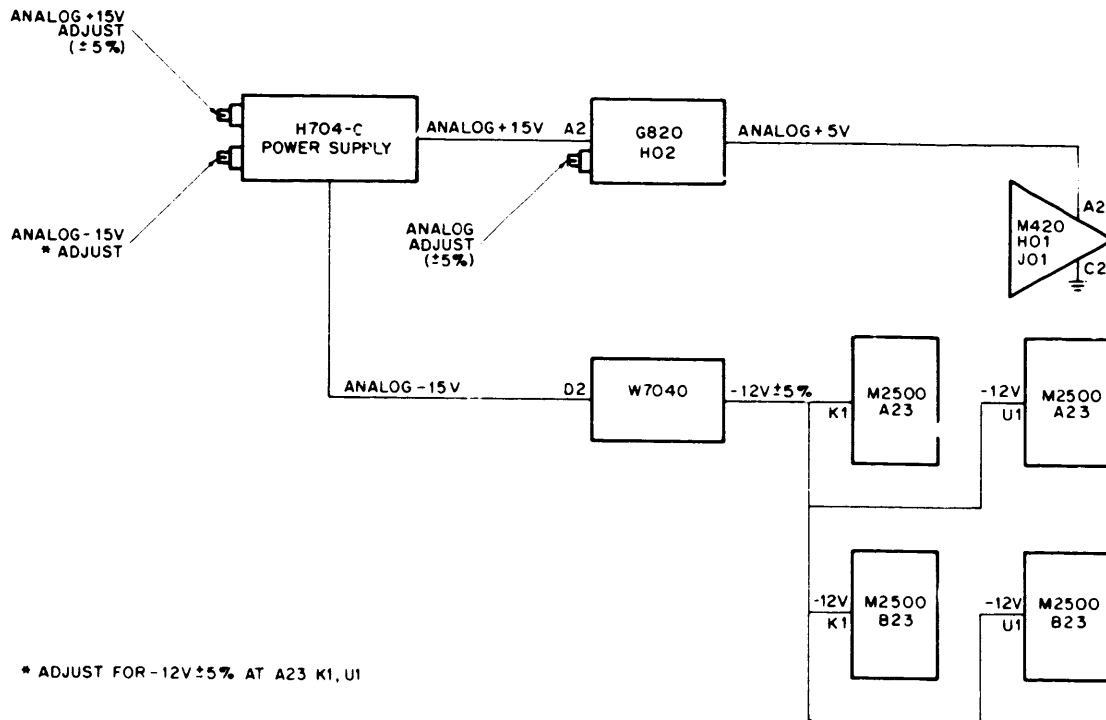 ANALOG +15V
ADJUST
(±5%)
H704-C
POWER SUPPLY
ANALOG +15V
A2
G820
H02
ANALOG +5V
ANALOG -15V
* ADJUST
ANALOG
ADJUST
(±5%)
M420
H01
J01
A2
C2
ANALOG -15V
D2
W7040
-12V ±5%
K1
M2500
A23
-12V
U1
M2500
A23
-12V
K1
M2500
B23
-12V
U1
M2500
B23
* ADJUST FOR -12V ±5% AT A23 K1, U1